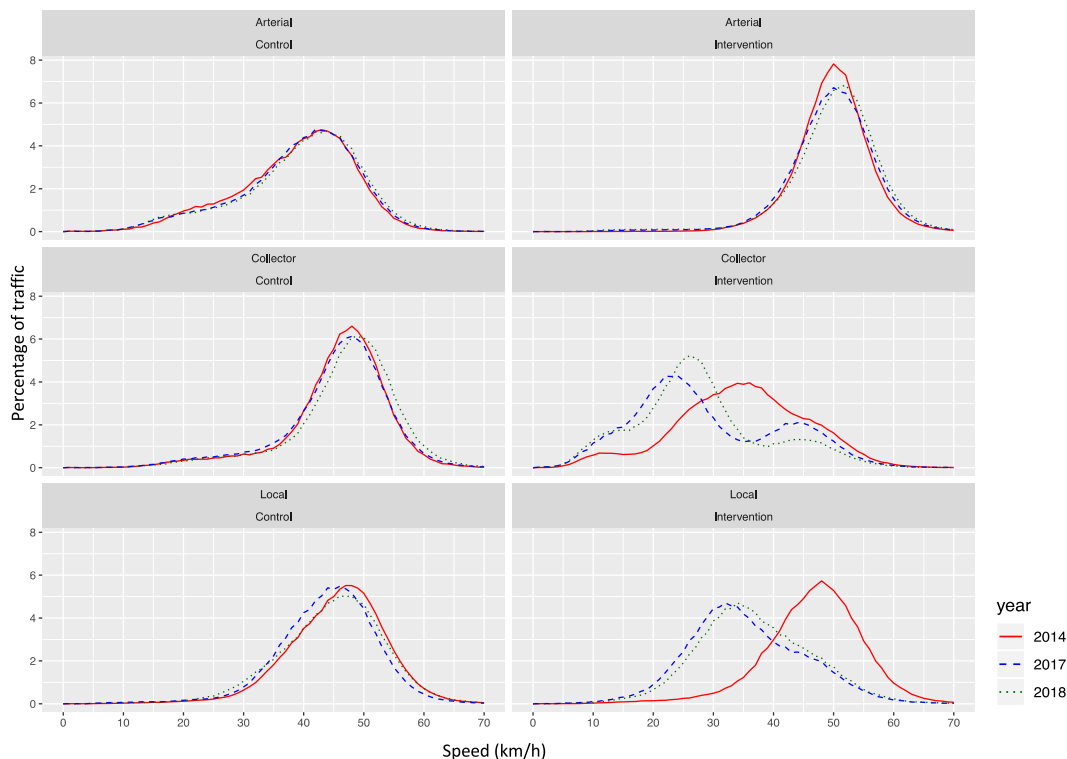 Arterial
Control
Arterial
Intervention
8
6
4
2
0
Collector
Control
Collector
Intervention
8
6
4
2
0
Local
Control
Local
Intervention
8
6
4
2
0
0 10 20 30 40 50 60 70
0 10 20 30 40 50 60 70
Percentage of traffic
Speed (km/h)
year
2014
2017
2018